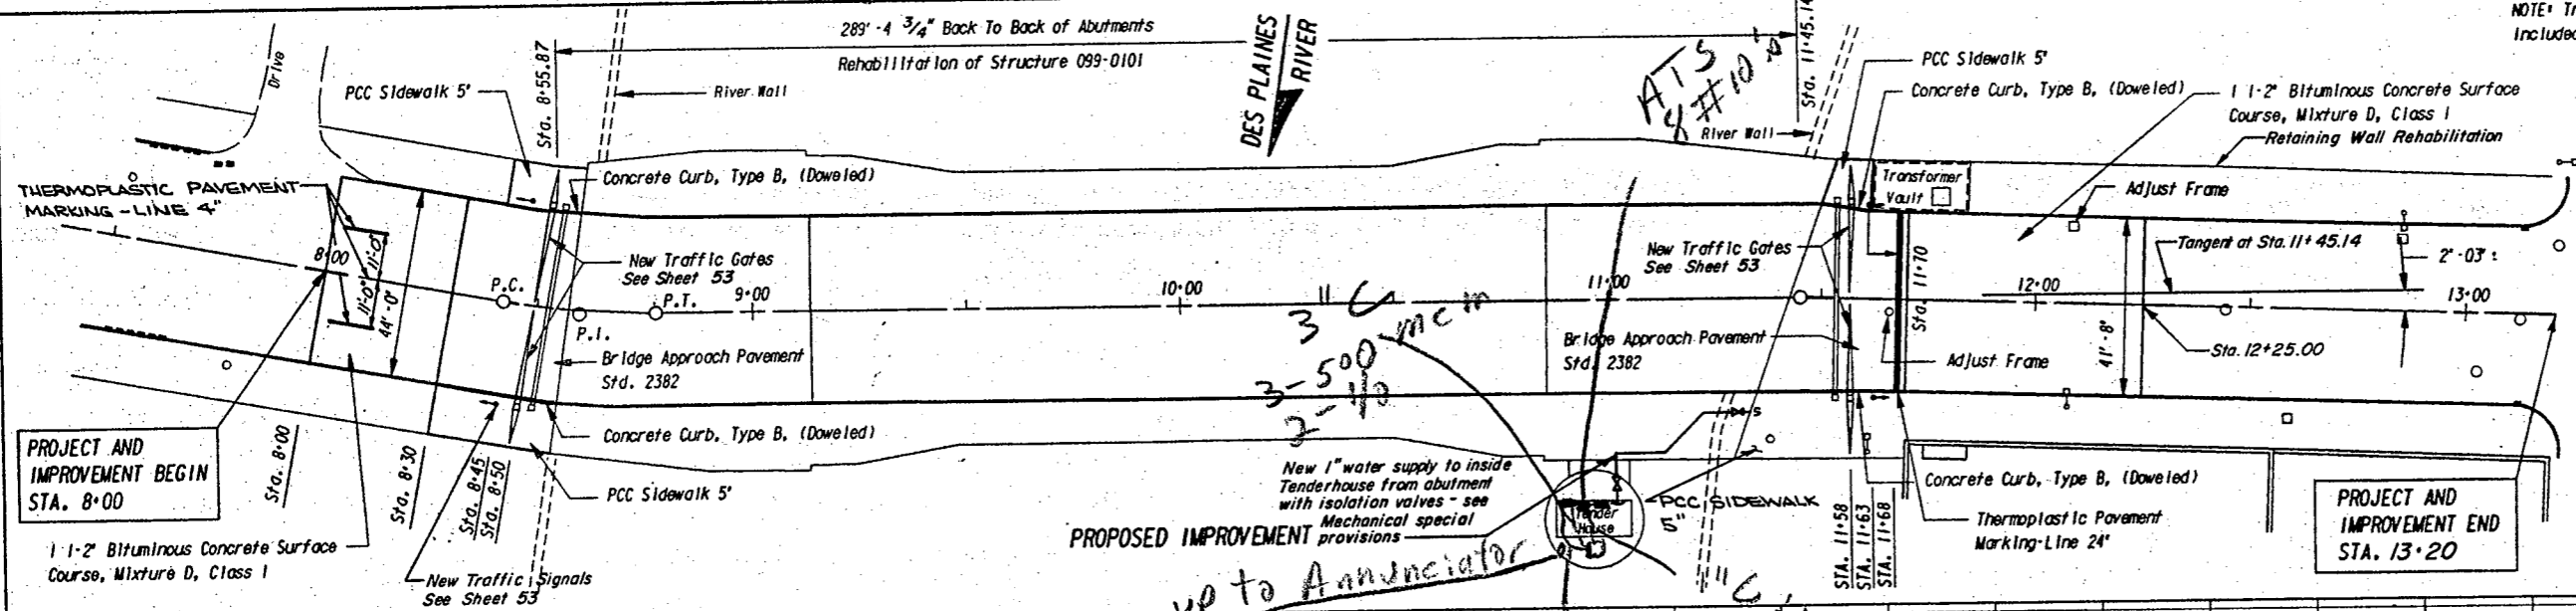 289'-4 3/4" Back To Back of Abutments
Rehabilitation of Structure 099-0101
DES PLAINES
RIVER
Sta. 8+55.87
Sta. 11+45.14
NOTE: 
Included
Drive
PCC Sidewalk 5'
River Wall
ATS
8 #10's
River Wall
PCC Sidewalk 5'
Concrete Curb, Type B, (Doweled)
1 1-2" Bituminous Concrete Surface
Course, Mixture D, Class I
Retaining Wall Rehabilitation
THERMOPLASTIC PAVEMENT
MARKING - LINE 4"
Concrete Curb, Type B, (Doweled)
Transformer
Vault
Adjust Frame
8+00
11'-0"
11'-0"
44'-0"
New Traffic Gates
See Sheet 53
P.C.
P.I.
P.T.
9+00
10+00
11+00
New Traffic Gates
See Sheet 53
Sta. 11+70
12+00
41'-8"
Tangent at Sta. 11+45.14
2"-03'
13+00
Sta. 12+25.00
Bridge Approach Pavement
Std. 2382
3" C
3-500 mcm
2-1/0
Bridge Approach Pavement
Std. 2382
Adjust Frame
PROJECT AND
IMPROVEMENT BEGIN
STA. 8+00
Sta. 8+00
Sta. 8+30
Sta. 8+45
Sta. 8+50
Concrete Curb, Type B, (Doweled)
PCC Sidewalk 5'
New 1" water supply to inside
Tenderhouse from abutment
with isolation valves - see
Mechanical special
provisions
PROPOSED IMPROVEMENT
Tender
House
S
PCC SIDEWALK
5"
STA. 11+58
STA. 11+63
STA. 11+68
Concrete Curb, Type B, (Doweled)
Thermoplastic Pavement
Marking-Line 24"
PROJECT AND
IMPROVEMENT END
STA. 13+20
1 1-2" Bituminous Concrete Surface
Course, Mixture D, Class I
New Traffic Signals
See Sheet 53
up to Annunciator
" C